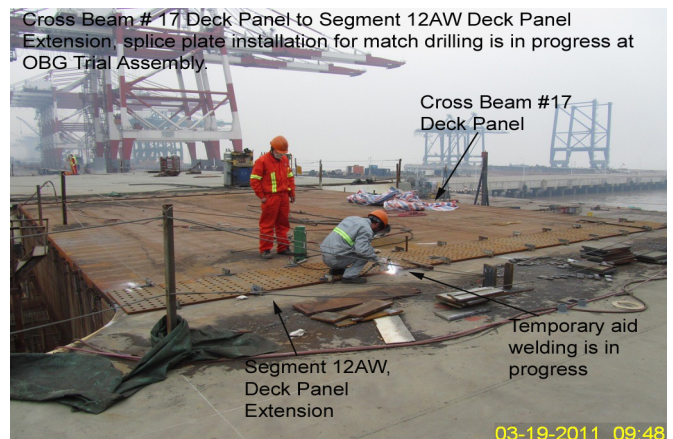 Cross Beam # 17 Deck Panel to Segment 12AW Deck Panel
Extension, splice plate installation for match drilling is in progress at
OBG Trial Assembly.
Cross Beam #17
Deck Panel
Temporary aid
welding is in
progress
Segment 12AW,
Deck Panel
Extension
03-19-2011 09:48